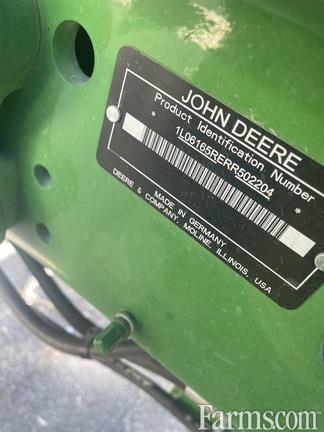 JOHN DEERE
Product Identification Number
1L06165RERR502204
* *
MADE IN GERMANY
DEERE & COMPANY, MOLINE, ILLINOIS, USA
Farms.com®